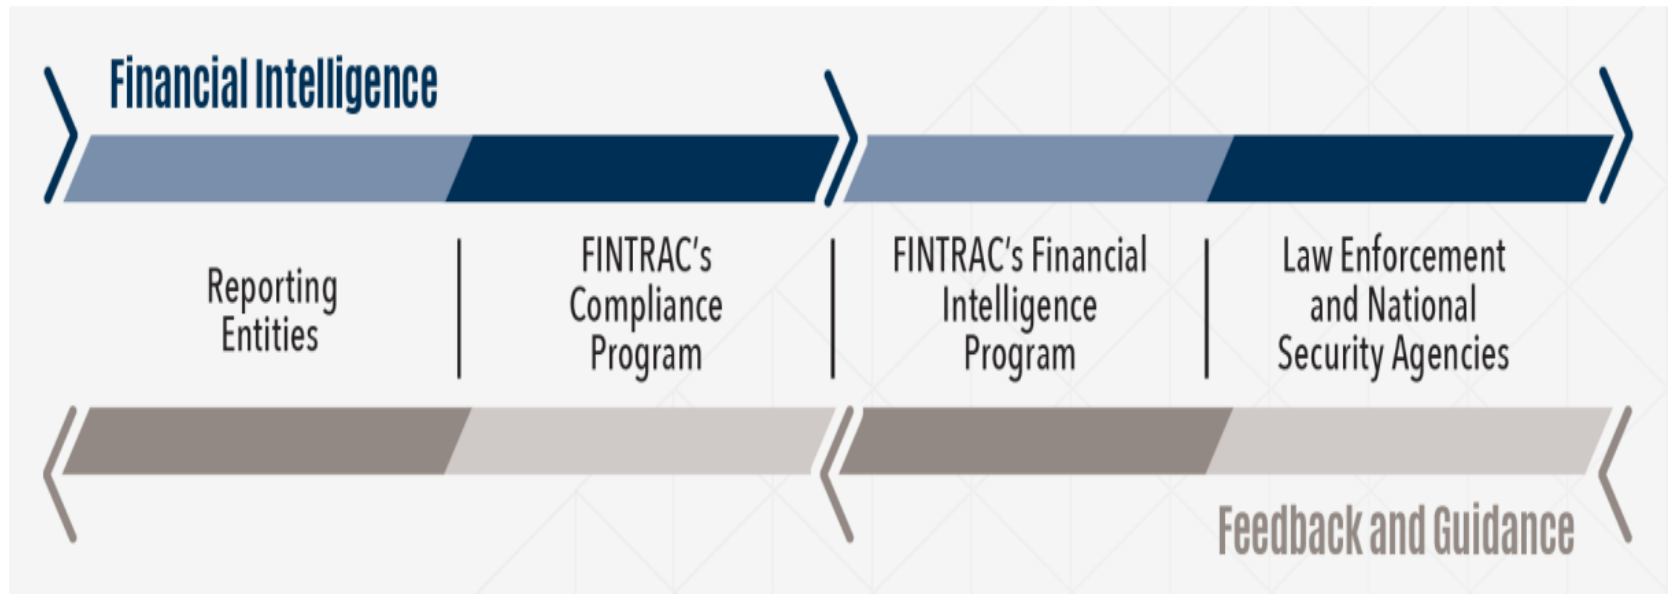 Financial Intelligence
Reporting
Entities
FINTRAC's
Compliance
Program
FINTRAC's Financial
Intelligence
Program
Law Enforcement
and National
Security Agencies
Feedback and Guidance